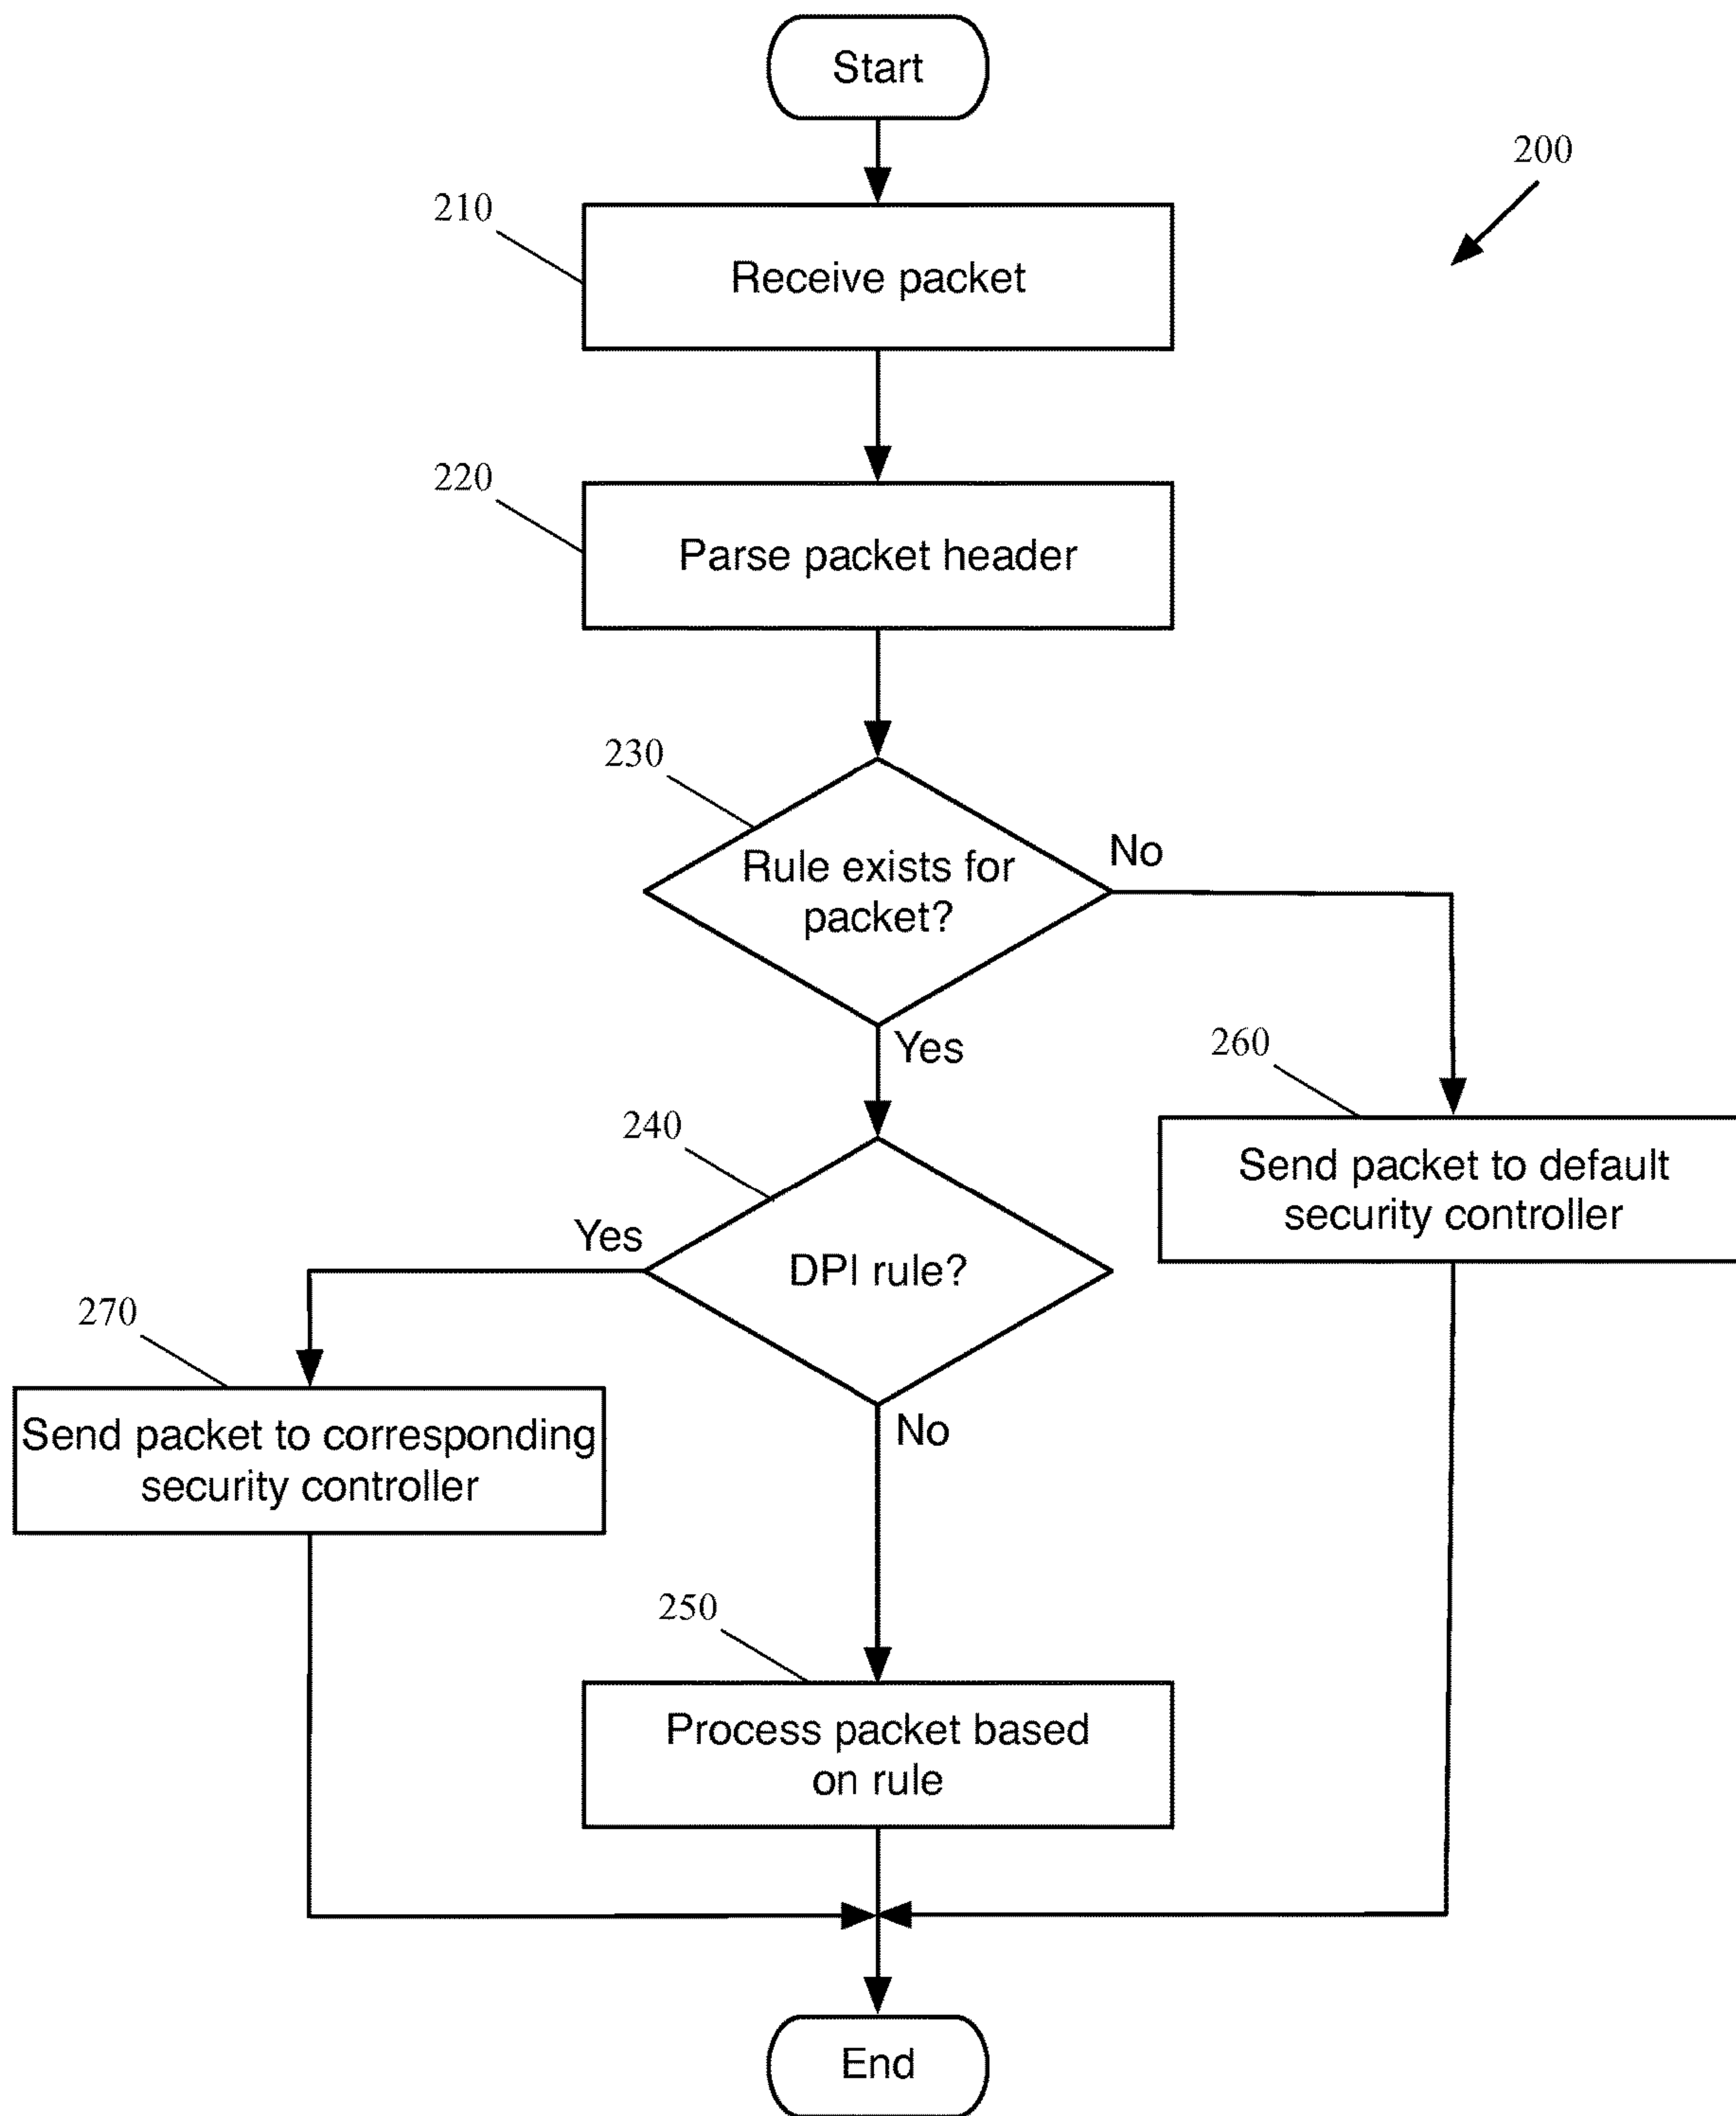 Start
200
210
Receive packet
220
Parse packet header
230
Rule exists for
packet?
No
Yes
260
Send packet to default
security controller
240
Yes
DPI rule?
270
Send packet to corresponding
security controller
No
250
Process packet based
on rule
End